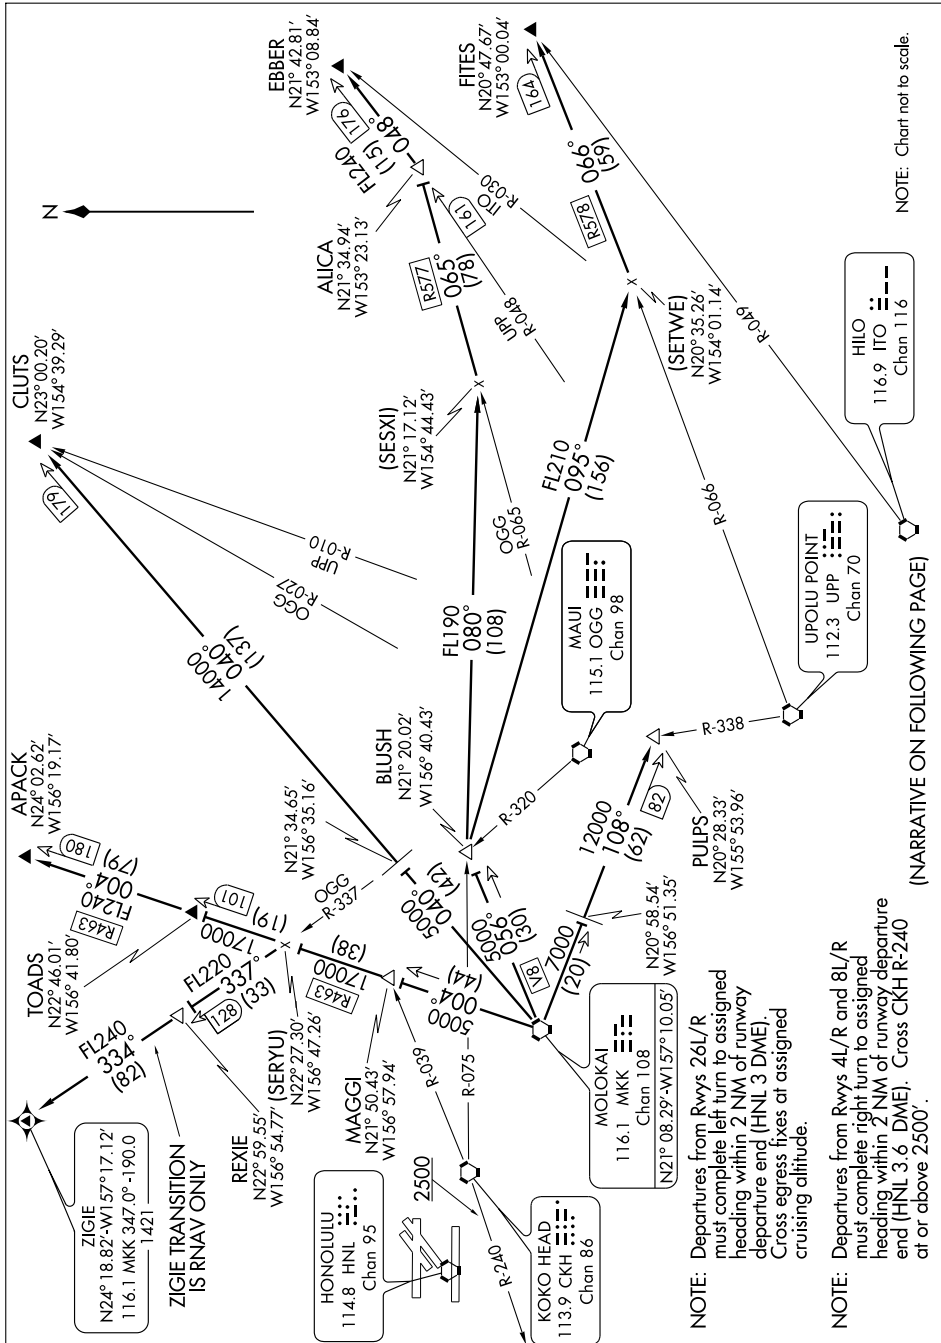 EBBER
N21° 42.81'
W153° 08.84'
FITES
N20° 47.67'
W153° 00.04'
NOTE: Chart not to scale.
N
176
FL240
048°
(15)
164
066°
(59)
R578
R-030
ITO
161
ALICA
N21° 34.94'
W153° 23.13'
R577
065°
(78)
UPP
R-048
CLUTS
N23° 00.20'
W154° 39.29'
179
(SESXI)
N21° 17.12'
W154° 44.43'
(SETWE)
N20° 35.26'
W154° 01.14'
R-049
HILO
116.9 ITO
Chan 116
FL210
095°
(156)
R-066
OGG
R-065
UPP
R-010
OGG
R-027
14000
040°
(137)
FL190
080°
(108)
MAUI
115.1 OGG
Chan 98
UPOLU POINT
112.3 UPP
Chan 70
R-338
APACK
N24° 02.62'
W156° 19.17'
180
FL240
004°
(79)
R463
TOADS
N22° 46.01'
W156° 41.80'
101
17000
(19)
N21° 34.65'
W156° 35.16'
BLUSH
N21° 20.02'
W156° 40.43'
R-320
82
12000
108°
(62)
PULPS
N20° 28.33'
W155° 53.96'
OGG
R-337
FL220
337°
(33)
128
(SERYU)
N22° 27.30'
W156° 47.26'
17000
(38)
R463
5000
040°
(42)
5000
056°
(30)
V8
7000
(20)
N20° 58.54'
W156° 51.35'
5000
004°
(44)
MAGGI
N21° 50.43'
W156° 57.94'
REXIE
N22° 59.55'
W156° 54.77'
FL240
334°
(82)
ZIGIE
N24° 18.82'-W157° 17.12'
116.1 MKK 347.0°-190.0
1421
ZIGIE TRANSITION
IS RNAV ONLY
R-039
R-075
MOLOKAI
116.1 MKK
Chan 108
N21° 08.29'-W157° 10.05'
HONOLULU
114.8 HNL
Chan 95
2500
R-240
KOKO HEAD
113.9 CKH
Chan 86
NOTE: Departures from Rwys 26L/R
must complete left turn to assigned
heading within 2 NM of runway
departure end (HNL 3 DME).
Cross egress fixes at assigned
cruising altitude.
NOTE: Departures from Rwys 4L/R and 8L/R
must complete right turn to assigned
heading within 2 NM of runway departure
end (HNL 3.6 DME). Cross CKH R-240
at or above 2500'.
(NARRATIVE ON FOLLOWING PAGE)